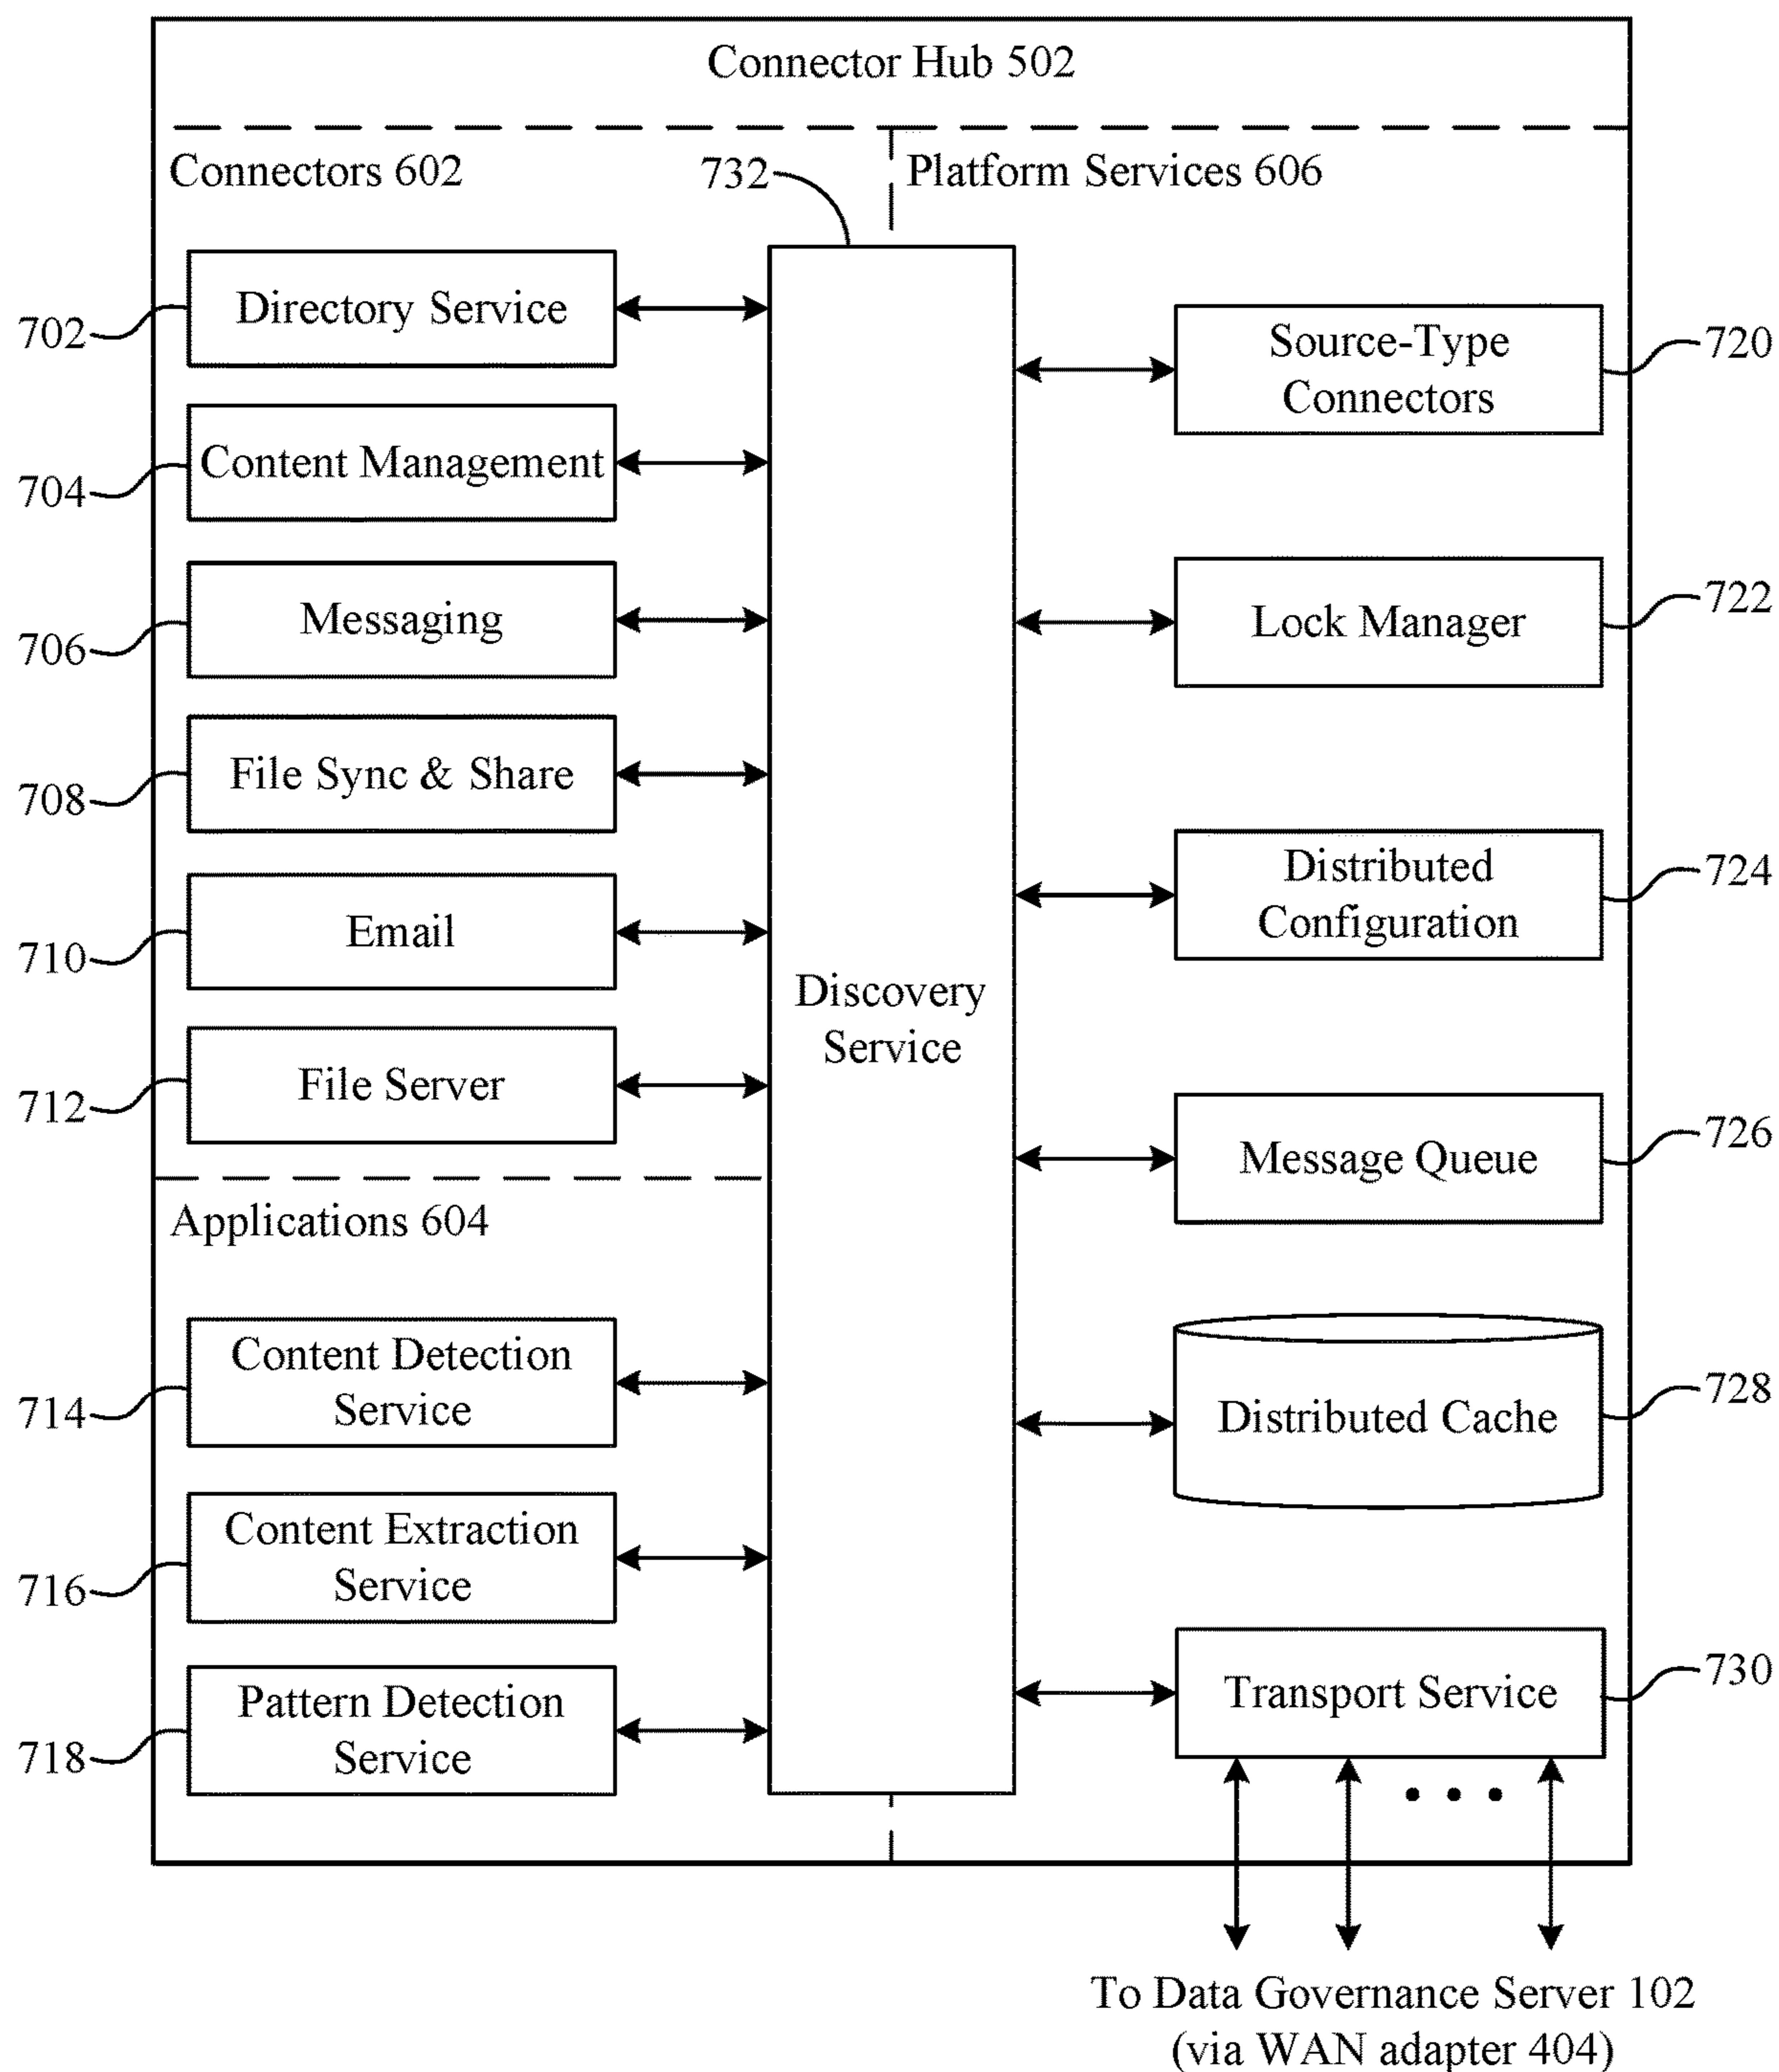 Connector Hub 502
Connectors 602
732
Platform Services 606
702
Directory Service
704
Content Management
706
Messaging
708
File Sync & Share
710
Email
712
File Server
Applications 604
714
Content Detection
Service
716
Content Extraction
Service
718
Pattern Detection
Service
Discovery
Service
Source-Type
Connectors
720
Lock Manager
722
Distributed
Configuration
724
Message Queue
726
Distributed Cache
728
Transport Service
730
To Data Governance Server 102
(via WAN adapter 404)